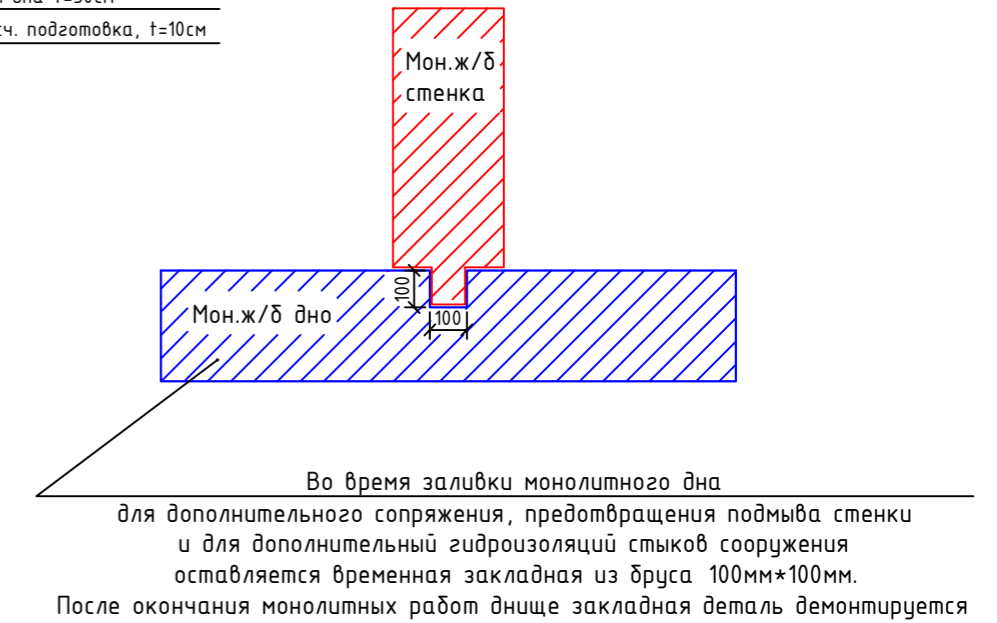 t=30см
сч. подготовка, t=10см
Мон.ж/б
стенка
100
100
Мон.ж/б дно
Во время заливки монолитного дна
для дополнительного сопряжения, предотвращения подмыва стенки
и для дополнительный гидроизоляций стыков сооружения
оставляется временная закладная из бруса 100мм*100мм.
После окончания монолитных работ днище закладная деталь демонтируется